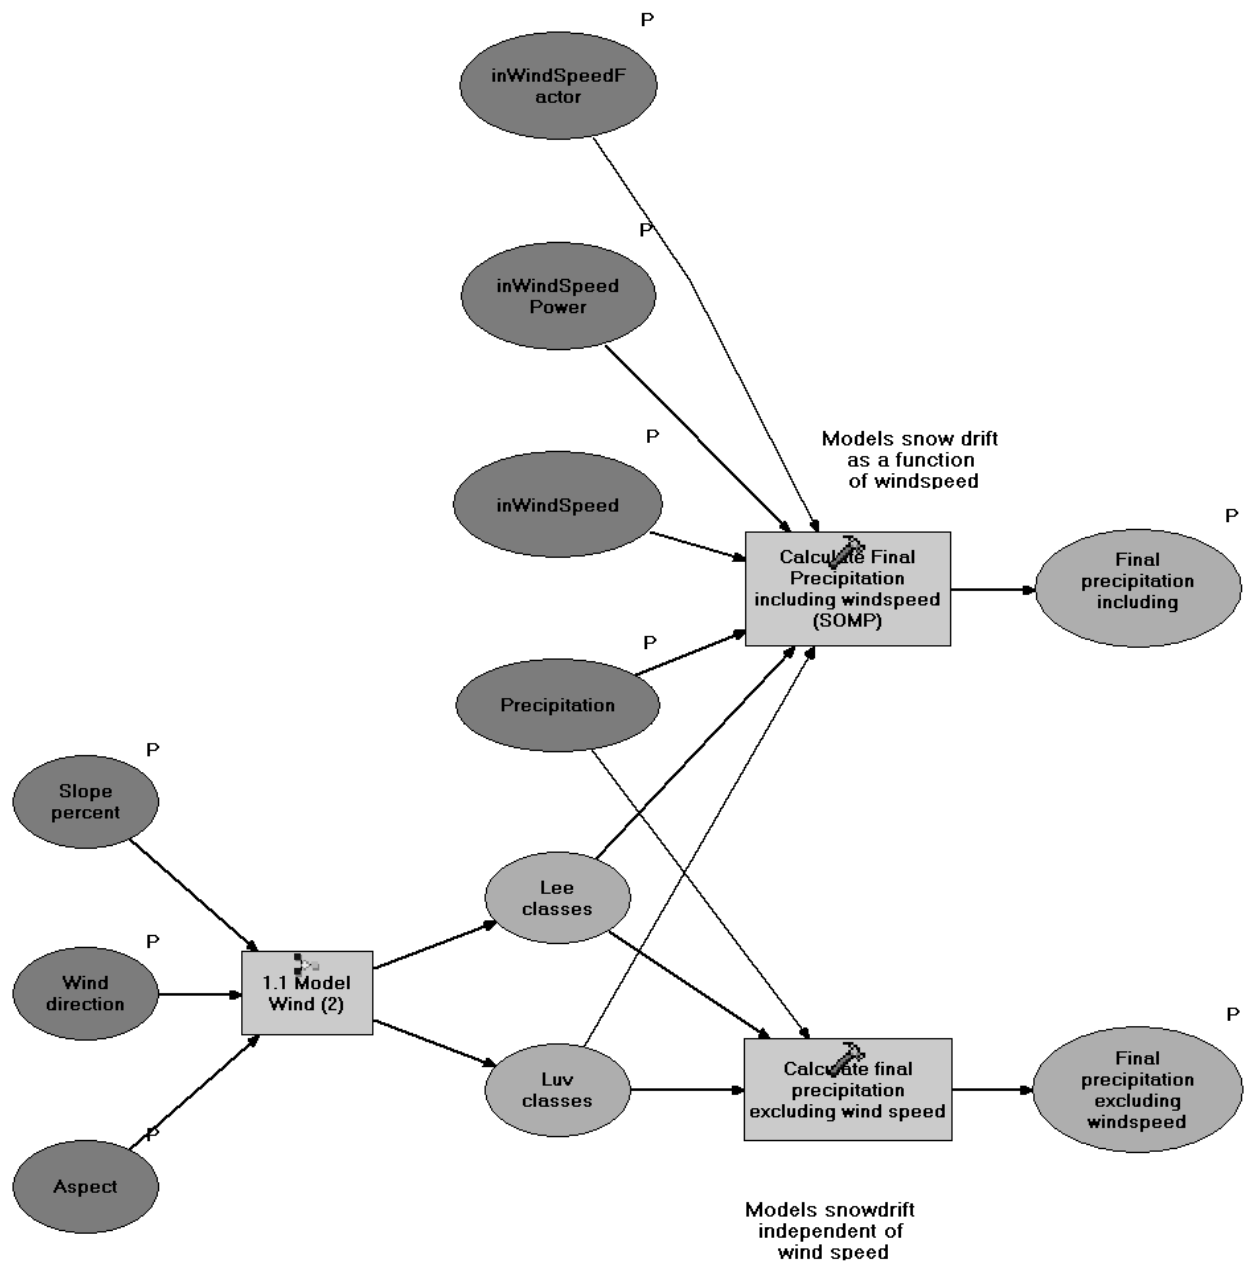 P
inWindSpeedF
actor
P
inWindSpeed
Power
P
Models snow drift
as a function
of windspeed
inWindSpeed
P
Calculate Final
Precipitation
including windspeed
(SOMP)
Final
precipitation
including
P
Precipitation
P
Slope
percent
Lee
classes
P
Wind
direction
1.1 Model
Wind (2)
P
Luv
classes
Calculate final
precipitation
excluding wind speed
Final
precipitation
excluding
windspeed
P
Aspect
Models snowdrift
independent of
wind speed